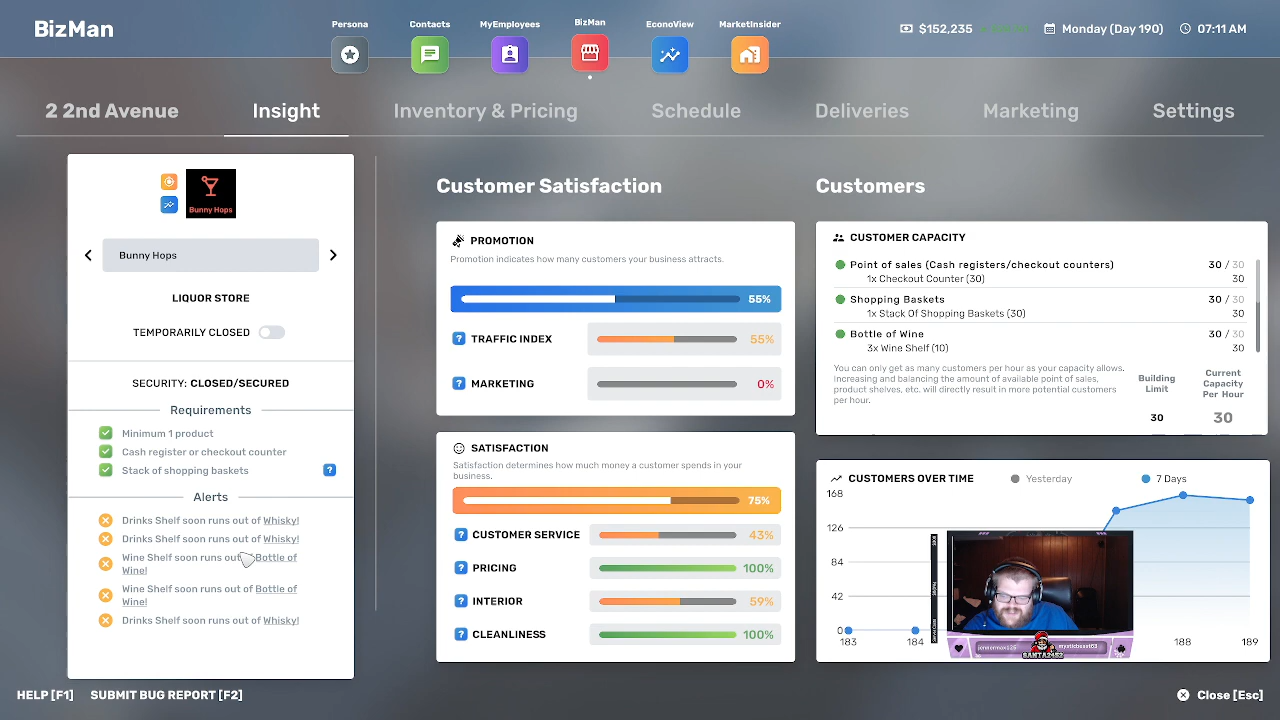 BizMan
Persona
Contacts
MyEmployees
BizMan
EconoView
MarketInsider
$152,235
Monday (Day 190)
07:11 AM
2 2nd Avenue
Insight
Inventory & Pricing
Schedule
Deliveries
Marketing
Settings
Bunny Hops
Bunny Hops
LIQUOR STORE
TEMPORARILY CLOSED
SECURITY: CLOSED/SECURED
Requirements
Minimum 1 product
Cash register or checkout counter
Stack of shopping baskets
?
Alerts
Drinks Shelf soon runs out of Whisky!
Drinks Shelf soon runs out of Whisky!
Wine Shelf soon runs out of Bottle of
Wine!
Wine Shelf soon runs out of Bottle of
Wine!
Drinks Shelf soon runs out of Whisky!
Customer Satisfaction
PROMOTION
Promotion indicates how many customers your business attracts.
55%
? TRAFFIC INDEX 55%
? MARKETING 0%
SATISFACTION
Satisfaction determines how much money a customer spends in your
business.
75%
? CUSTOMER SERVICE 43%
? PRICING 100%
? INTERIOR 59%
? CLEANLINESS 100%
Customers
CUSTOMER CAPACITY
Point of sales (Cash registers/checkout counters) 30 / 30
1x Checkout Counter (30) 30
Shopping Baskets 30 / 30
1x Stack Of Shopping Baskets (30) 30
Bottle of Wine 30 / 30
3x Wine Shelf (10) 30
You can only get as many customers per hour as your capacity allows.
Increasing and balancing the amount of available point of sales,
product shelves, etc. will directly result in more potential customers
per hour.
Building
Limit
30
Current
Capacity
Per Hour
30
CUSTOMERS OVER TIME
Yesterday
7 Days
168
126
84
42
0
183
184
188
189
SANTA2452
HELP [F1]
SUBMIT BUG REPORT [F2]
Close [Esc]